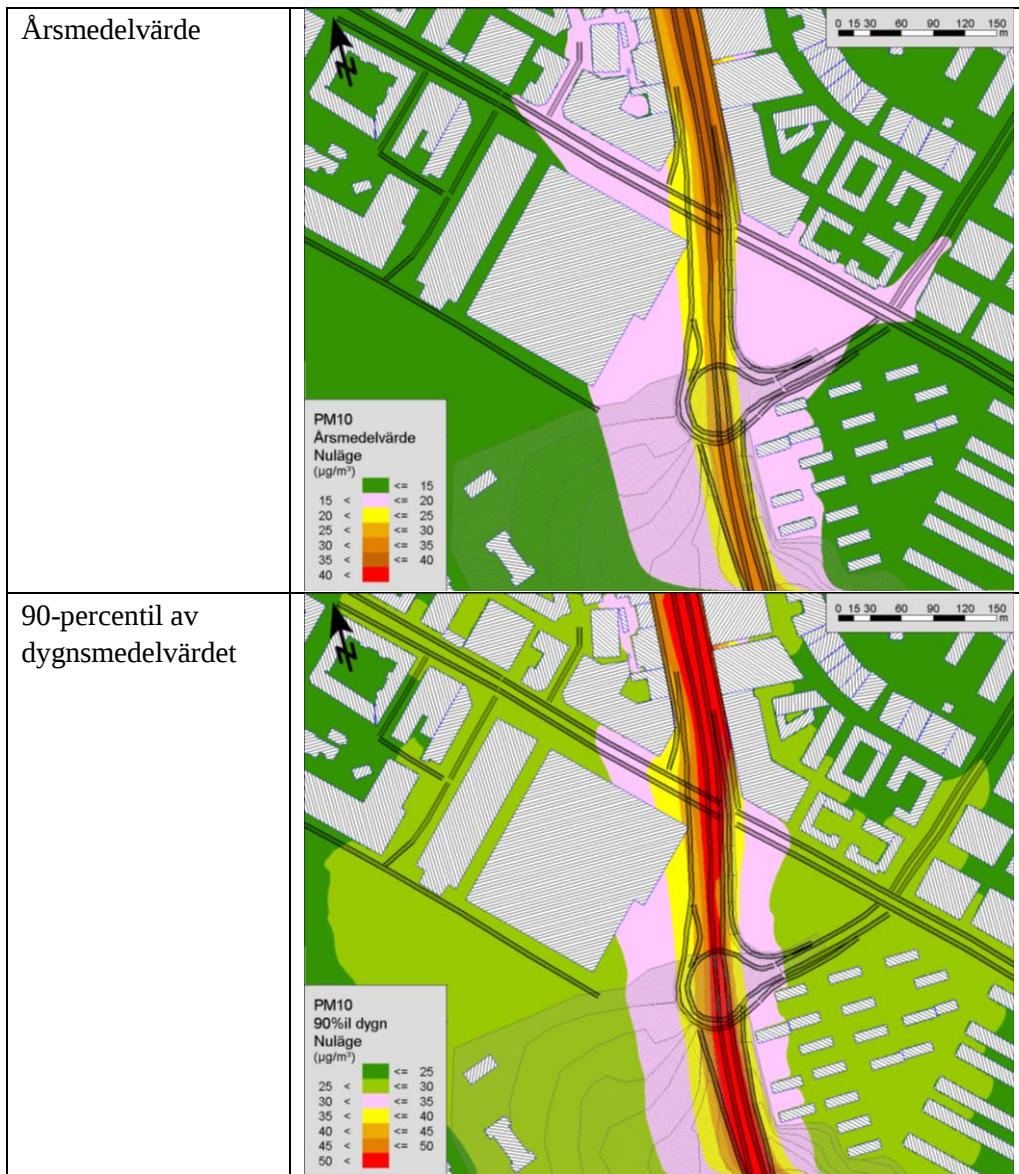 Årsmedelvärde
0 15 30 60 90 120 150
m
N
PM10
Årsmedelvärde
Nuläge
(µg/m³)
<= 15
15 < <= 20
20 < <= 25
25 < <= 30
30 < <= 35
35 < <= 40
40 <
90-percentil av
dygnsmedelvärdet
0 15 30 60 90 120 150
m
N
PM10
90%il dygn
Nuläge
(µg/m³)
<= 25
25 < <= 30
30 < <= 35
35 < <= 40
40 < <= 45
45 < <= 50
50 <